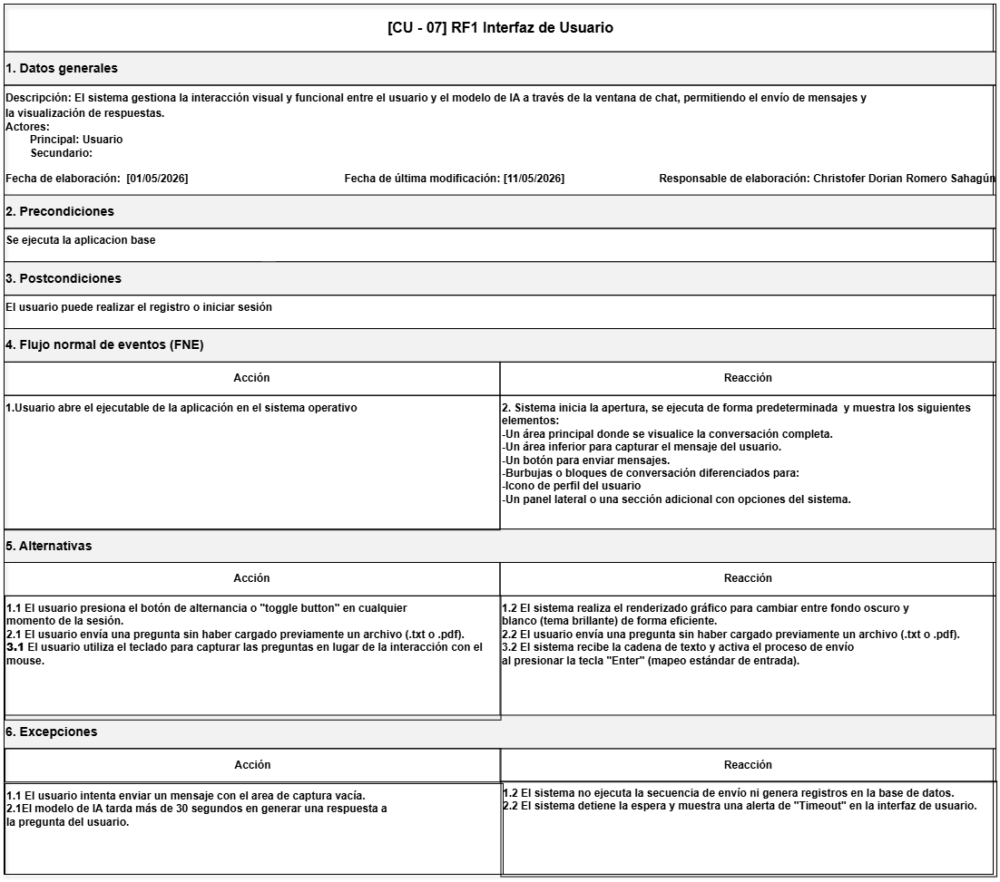 [CU - 07] RF1 Interfaz de Usuario
1. Datos generales
Descripción: El sistema gestiona la interacción visual y funcional entre el usuario y el modelo de IA a través de la ventana de chat, permitiendo el envío de mensajes y
la visualización de respuestas.
Actores:
Principal: Usuario
Secundario:
Fecha de elaboración: [01/05/2026] Fecha de última modificación: [11/05/2026] Responsable de elaboración: Christofer Dorian Romero Sahagún
2. Precondiciones
Se ejecuta la aplicacion base
3. Postcondiciones
El usuario puede realizar el registro o iniciar sesión
4. Flujo normal de eventos (FNE)
Acción
Reacción
1.Usuario abre el ejecutable de la aplicación en el sistema operativo
2. Sistema inicia la apertura, se ejecuta de forma predeterminada y muestra los siguientes
elementos:
-Un área principal donde se visualice la conversación completa.
-Un área inferior para capturar el mensaje del usuario.
-Un botón para enviar mensajes.
-Burbujas o bloques de conversación diferenciados para:
-Icono de perfil del usuario
-Un panel lateral o una sección adicional con opciones del sistema.
5. Alternativas
Acción
Reacción
1.1 El usuario presiona el botón de alternancia o "toggle button" en cualquier
momento de la sesión.
2.1 El usuario envía una pregunta sin haber cargado previamente un archivo (.txt o .pdf).
3.1 El usuario utiliza el teclado para capturar las preguntas en lugar de la interacción con el
mouse.
1.2 El sistema realiza el renderizado gráfico para cambiar entre fondo oscuro y
blanco (tema brillante) de forma eficiente.
2.2 El usuario envía una pregunta sin haber cargado previamente un archivo (.txt o .pdf).
3.2 El sistema recibe la cadena de texto y activa el proceso de envío
al presionar la tecla "Enter" (mapeo estándar de entrada).
6. Excepciones
Acción
Reacción
1.1 El usuario intenta enviar un mensaje con el area de captura vacía.
2.1El modelo de IA tarda más de 30 segundos en generar una respuesta a
la pregunta del usuario.
1.2 El sistema no ejecuta la secuencia de envío ni genera registros en la base de datos.
2.2 El sistema detiene la espera y muestra una alerta de "Timeout" en la interfaz de usuario.